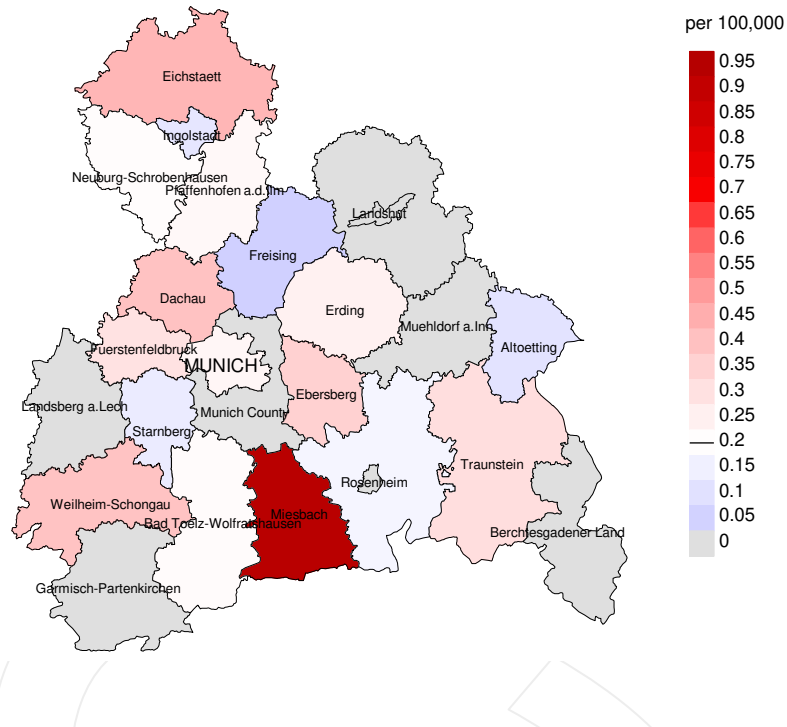 per 100,000
0.95
0.9
0.85
0.8
0.75
0.7
0.65
0.6
0.55
0.5
0.45
0.4
0.35
0.3
0.25
0.2
0.15
0.1
0.05
0
Eichstaett
Ingolstadt
Neuburg-Schrobenhausen
Pfaffenhofen a.d.Ilm
Landshut
Freising
Dachau
Erding
Muehldorf a.Inn
Altoetting
Fuerstenfeldbruck
MUNICH
Ebersberg
Landsberg a.Lech
Munich County
Starnberg
Traunstein
Rosenheim
Weilheim-Schongau
Miesbach
Bad Toelz-Wolfratshausen
Berchtesgadener Land
Garmisch-Partenkirchen